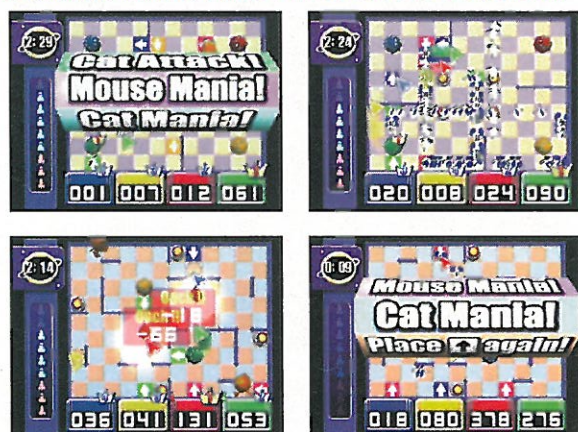 2:29
Cat Attack!
Mouse Mania!
Cat Mania!
001 007 012 061
2:24
020 008 024 090
2:14
-66
036 041 131 053
0:09
Mouse Mania!
Cat Mania!
Place again!
018 080 378 276